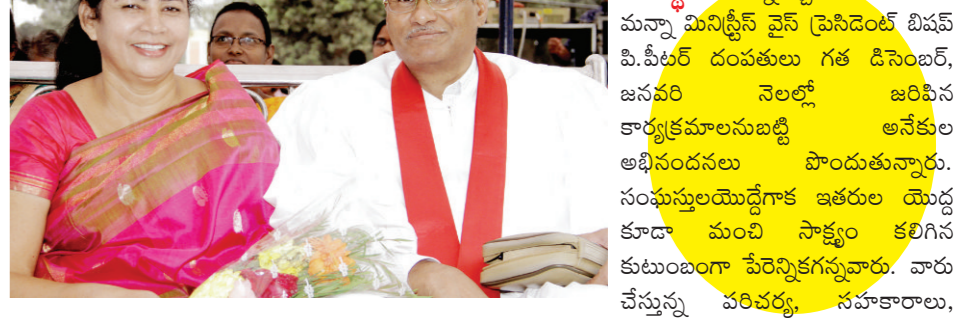 మన్నా మినిస్ట్రీస్ వైస్ ప్రెసిడెంట్ బిషప్
పి.పీటర్ దంపతులు గత డిసెంబర్,
జనవరి నెలల్లో జరిపిన
కార్యక్రమాలనుబట్టి అనేకుల
అభినందనలు పొందుతున్నారు.
సంఘస్తులయొద్దేగాక ఇతరుల యొద్ద
కూడా మంచి సాక్ష్యం కలిగిన
కుటుంబంగా పేరెన్నికగన్నవారు. వారు
చేస్తున్న పరిచర్య, సహకారాలు,